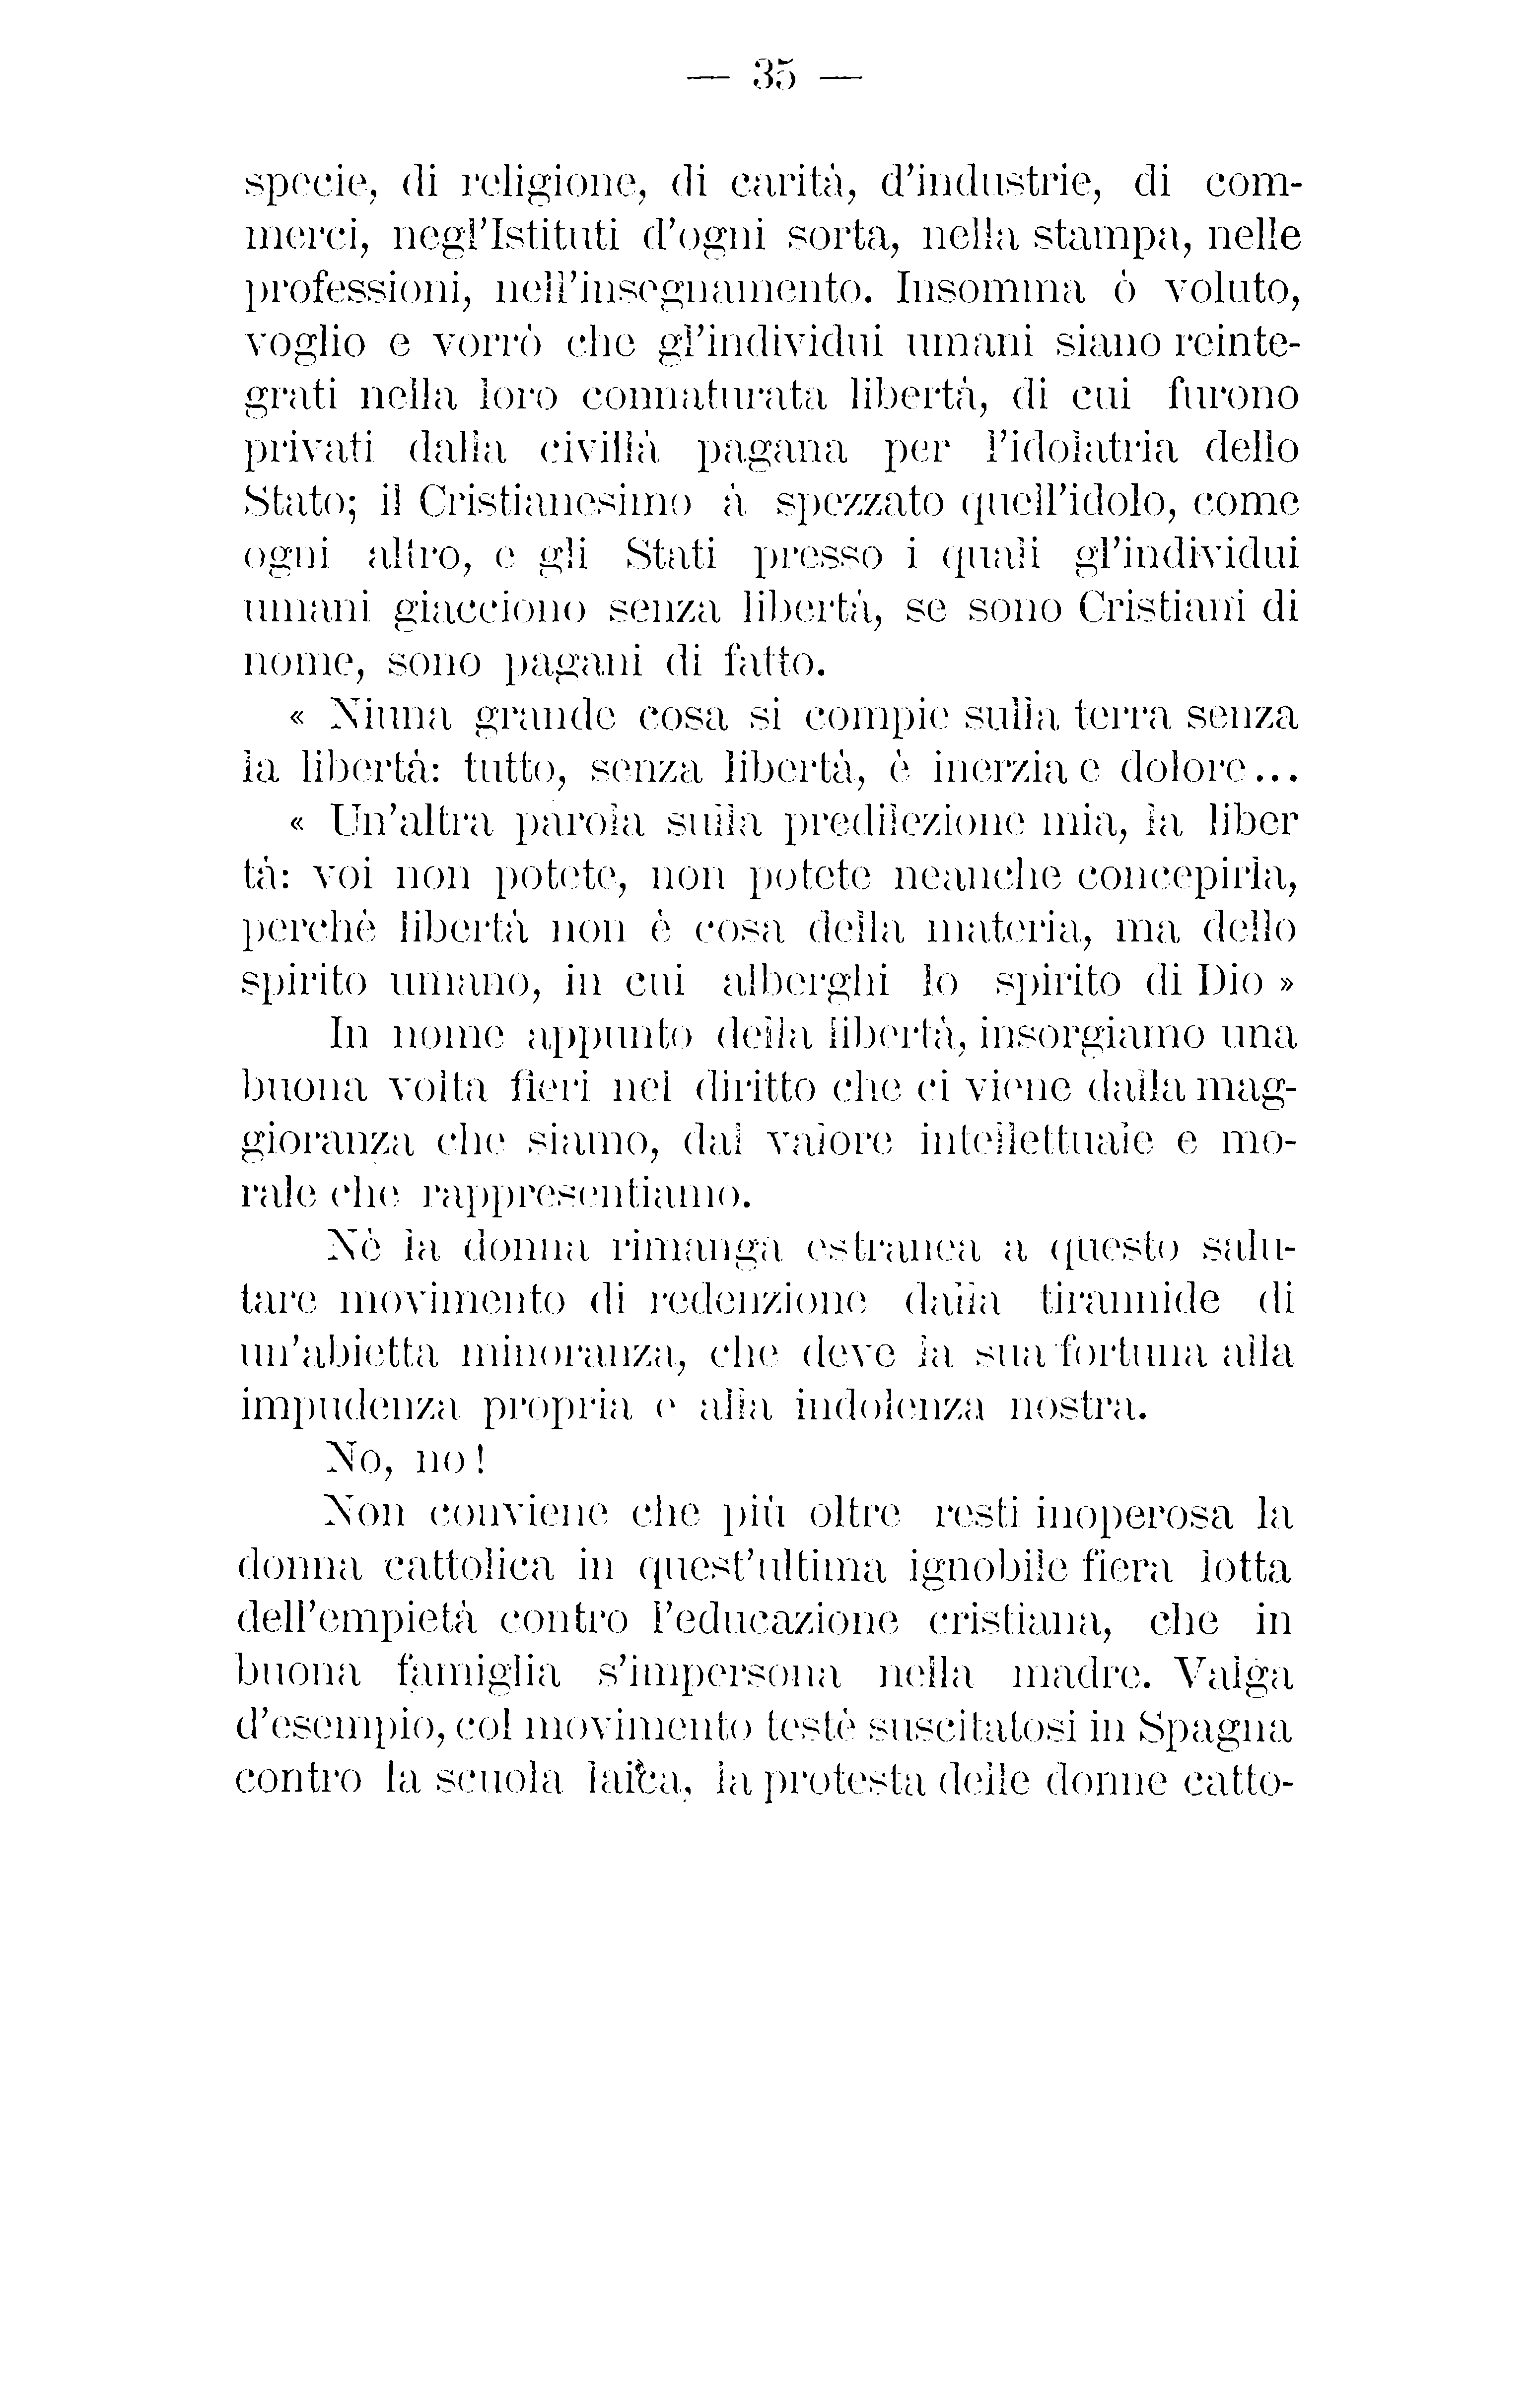 — 35 —
specie, di religione, di carità, d'industrie, di com-
merci, negl'Istituti d'ogni sorta, nella stampa, nelle
professioni, nell'insegnamento. Insomma ò voluto,
voglio e vorrò che gl'individui umani siano reinte-
grati nella loro connaturata libertà, di cui furono
privati dalla civiltà pagana per l'idolatria dello
Stato; il Cristianesimo à spezzato quell'idolo, come
ogni altro, e gli Stati presso i quali gl'individui
umani giacciono senza libertà, se sono Cristiani di
nome, sono pagani di fatto.
« Niuna grande cosa si compie sulla terra senza
la libertà: tutto, senza libertà, è inerzia e dolore...
« Un'altra parola sulla predilezione mia, la liber
tà: voi non potete, non potete neanche concepirla,
perchè libertà non è cosa della materia, ma dello
spirito umano, in cui alberghi lo spirito di Dio »
In nome appunto della libertà, insorgiamo una
buona volta fieri nel diritto che ci viene dalla mag-
gioranza che siamo, dal valore intellettuale e mo-
rale che rappresentiamo.
Nè la donna rimanga estranea a questo salu-
tare movimento di redenzione dalla tirannide di
un'abietta minoranza, che deve la sua fortuna alla
impudenza propria e alla indolenza nostra.
No, no!
Non conviene che più oltre resti inoperosa la
donna cattolica in quest'ultima ignobile fiera lotta
dell'empietà contro l'educazione cristiana, che in
buona famiglia s'impersona nella madre. Valga
d'esempio, col movimento testè suscitatosi in Spagna
contro la scuola laica, la protesta delle donne catto-